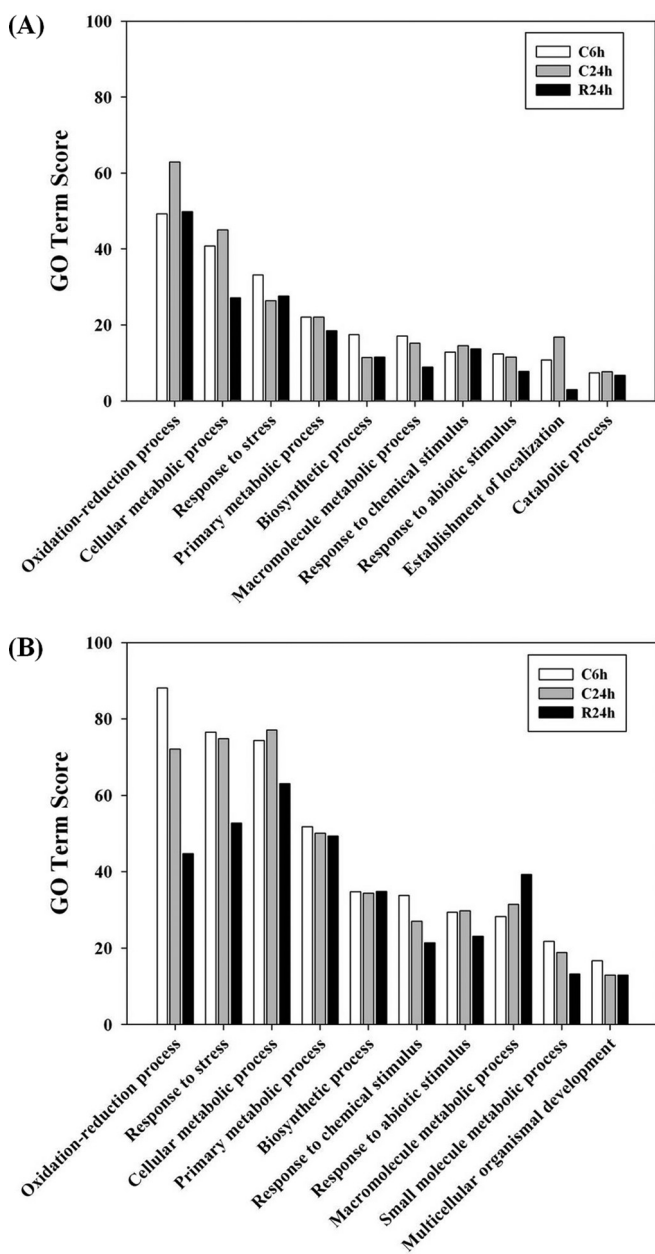 (A)
100
80
60
40
20
0
GO Term Score
C6h
C24h
R24h
Oxidation-reduction process
Cellular metabolic process
Response to stress
Primary metabolic process
Biosynthetic process
Macromolecule metabolic process
Response to chemical stimulus
Response to abiotic stimulus
Establishment of localization
Catabolic process
(B)
100
80
60
40
20
0
GO Term Score
C6h
C24h
R24h
Oxidation-reduction process
Response to stress
Cellular metabolic process
Primary metabolic process
Biosynthetic process
Response to chemical stimulus
Response to abiotic stimulus
Macromolecule metabolic process
Small molecule metabolic process
Multicellular organismal development